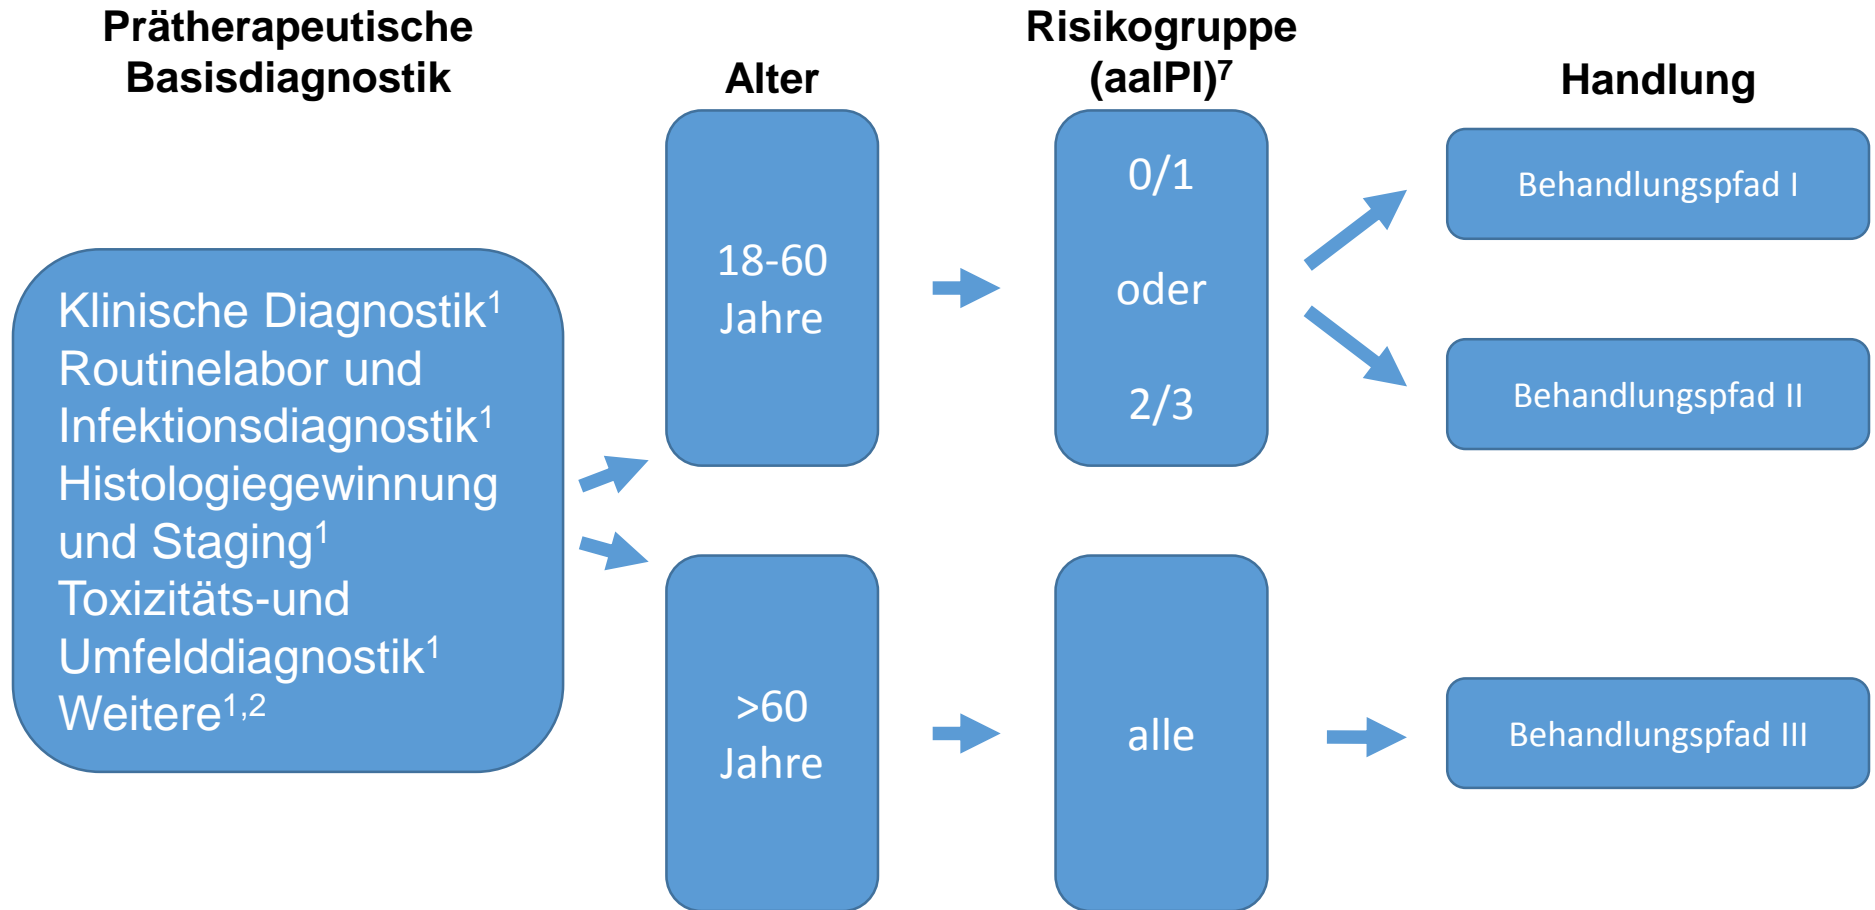 Prätherapeutische
Basisdiagnostik
Alter
Risikogruppe
(aaIPI)⁷
Handlung
Klinische Diagnostik¹
Routinelabor und
Infektionsdiagnostik¹
Histologiegewinnung
und Staging¹
Toxizitäts-und
Umfelddiagnostik¹
Weitere¹,²
18-60
Jahre
0/1
oder
2/3
Behandlungspfad I
Behandlungspfad II
>60
Jahre
alle
Behandlungspfad III